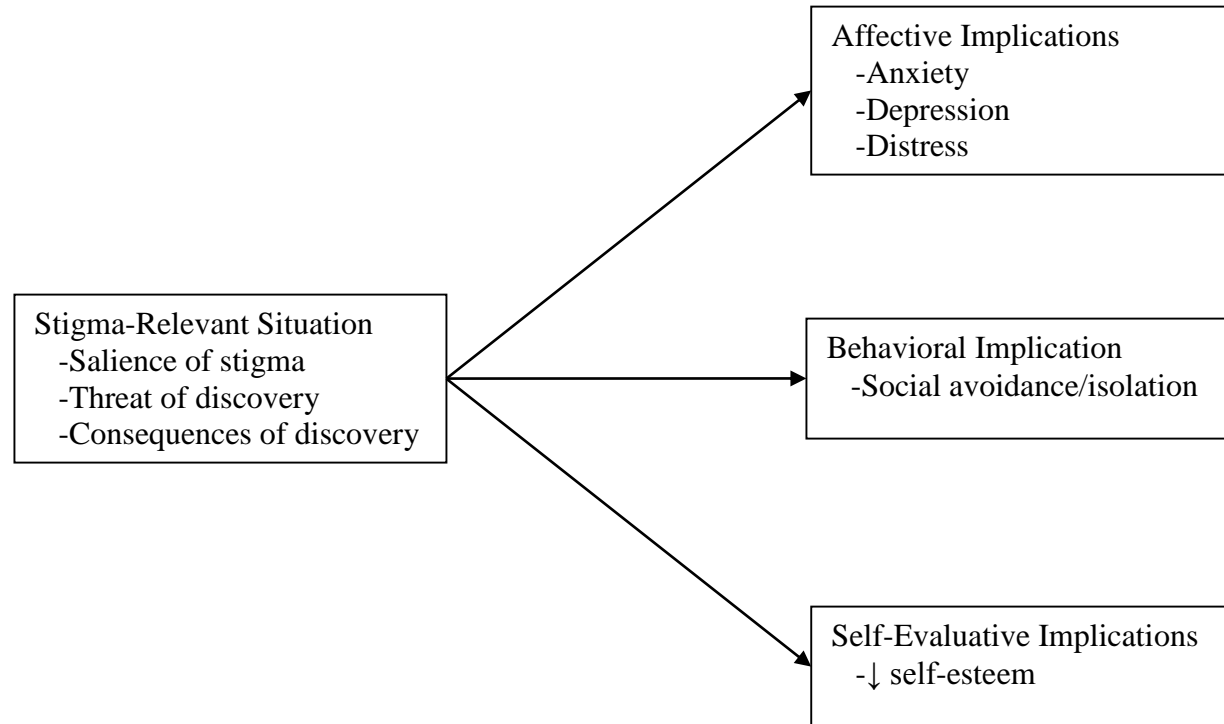 Affective Implications
-Anxiety
-Depression
-Distress
Stigma-Relevant Situation
-Salience of stigma
-Threat of discovery
-Consequences of discovery
Behavioral Implication
-Social avoidance/isolation
Self-Evaluative Implications
-↓ self-esteem